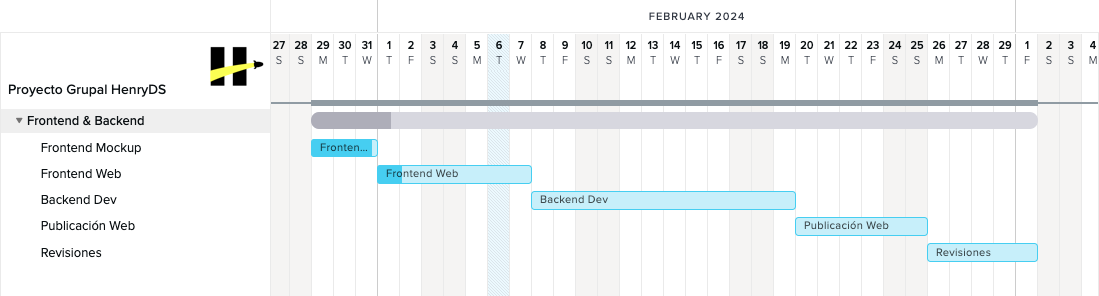 FEBRUARY 2024
27 28 29 30 31 1 2 3 4 5 6 7 8 9 10 11 12 13 14 15 16 17 18 19 20 21 22 23 24 25 26 27 28 29 1 2 3 4
S S M T W T F S S M T W T F S S M T W T F S S M T W T F S S M T W T F S S M
Proyecto Grupal HenryDS
Frontend & Backend
Frontend Mockup Fronten...
Frontend Web Frontend Web
Backend Dev Backend Dev
Publicación Web Publicación Web
Revisiones Revisiones